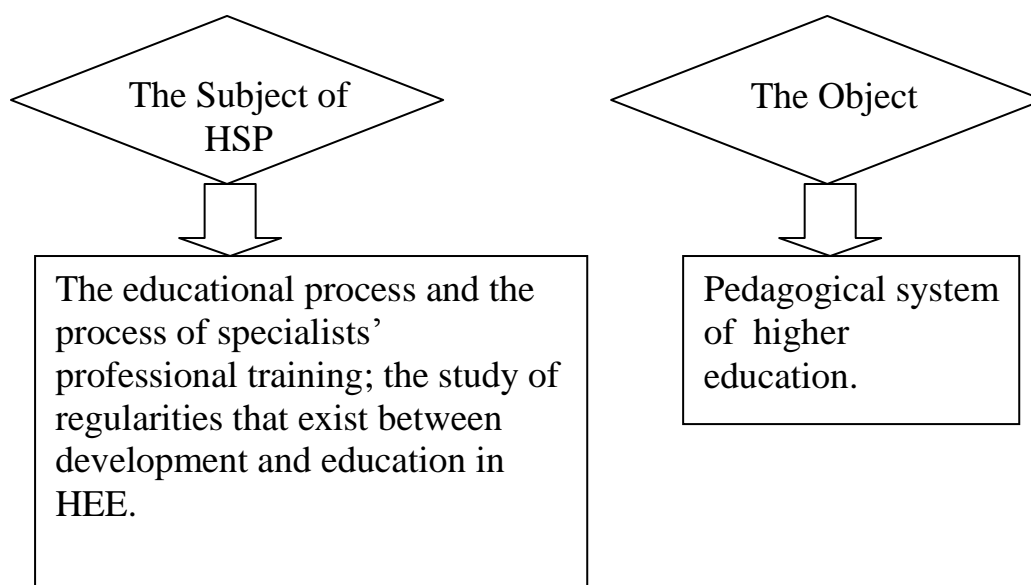 The Subject of
HSP
The Object
The educational process and the
process of specialists’
professional training; the study of
regularities that exist between
development and education in
HEE.
Pedagogical system
of higher
education.